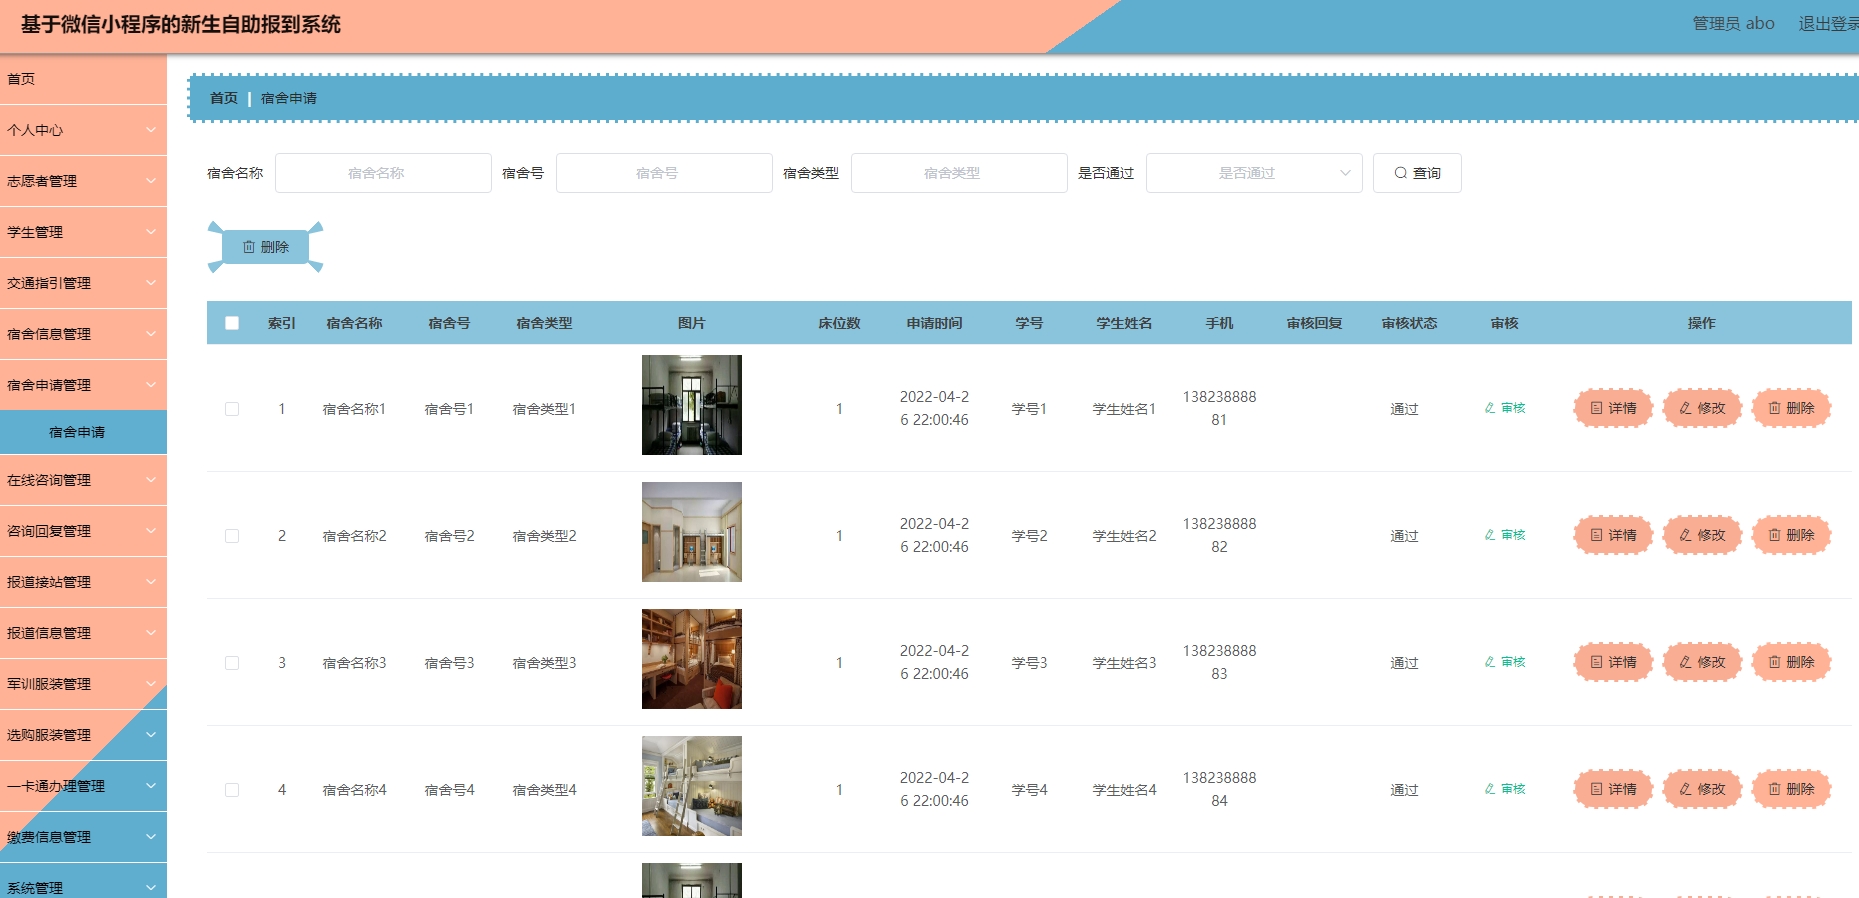 基于微信小程序的新生自助报到系统
管理员 abo 退出登录
首页
个人中心
志愿者管理
学生管理
交通指引管理
宿舍信息管理
宿舍申请管理
宿舍申请
在线咨询管理
咨询回复管理
报道接站管理
报道信息管理
军训服装管理
选购服装管理
一卡通办理管理
缴费信息管理
系统管理
首页 | 宿舍申请
宿舍名称 宿舍名称 宿舍号 宿舍号 宿舍类型 宿舍类型 是否通过 是否通过 查询
删除
索引 宿舍名称 宿舍号 宿舍类型 图片 床位数 申请时间 学号 学生姓名 手机 审核回复 审核状态 审核 操作
1 宿舍名称1 宿舍号1 宿舍类型1 1 2022-04-26 22:00:46 学号1 学生姓名1 13823888881 通过 审核 详情 修改 删除
2 宿舍名称2 宿舍号2 宿舍类型2 1 2022-04-26 22:00:46 学号2 学生姓名2 13823888882 通过 审核 详情 修改 删除
3 宿舍名称3 宿舍号3 宿舍类型3 1 2022-04-26 22:00:46 学号3 学生姓名3 13823888883 通过 审核 详情 修改 删除
4 宿舍名称4 宿舍号4 宿舍类型4 1 2022-04-26 22:00:46 学号4 学生姓名4 13823888884 通过 审核 详情 修改 删除